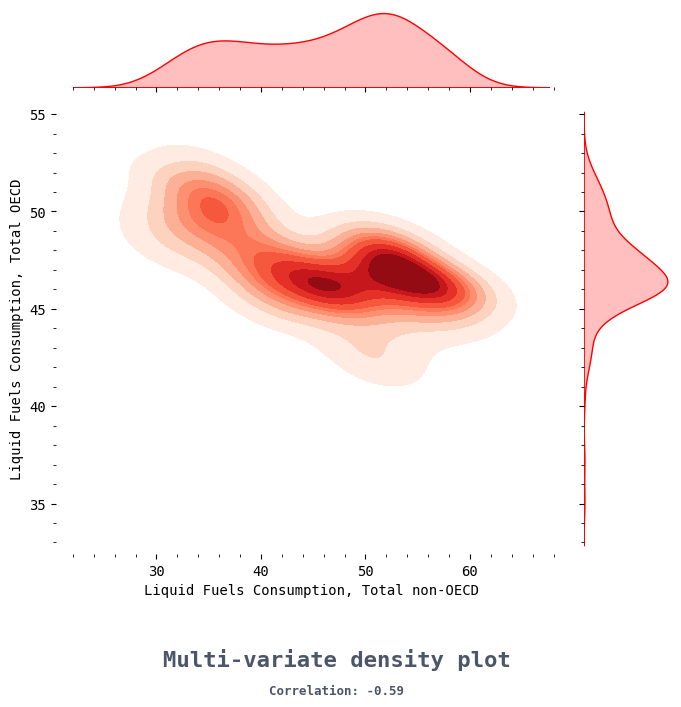 55
50
45
40
35
Liquid Fuels Consumption, Total OECD
30 40 50 60
Liquid Fuels Consumption, Total non-OECD
Multi-variate density plot
Correlation: -0.59